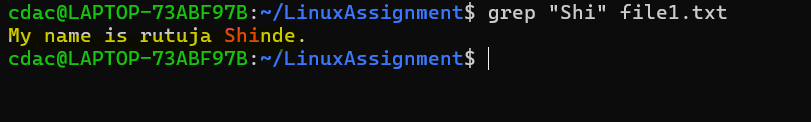 cdac@LAPTOP-73ABF97B:~/LinuxAssignment$ grep "Shi" file1.txt
My name is rutuja Shinde.
cdac@LAPTOP-73ABF97B:~/LinuxAssignment$